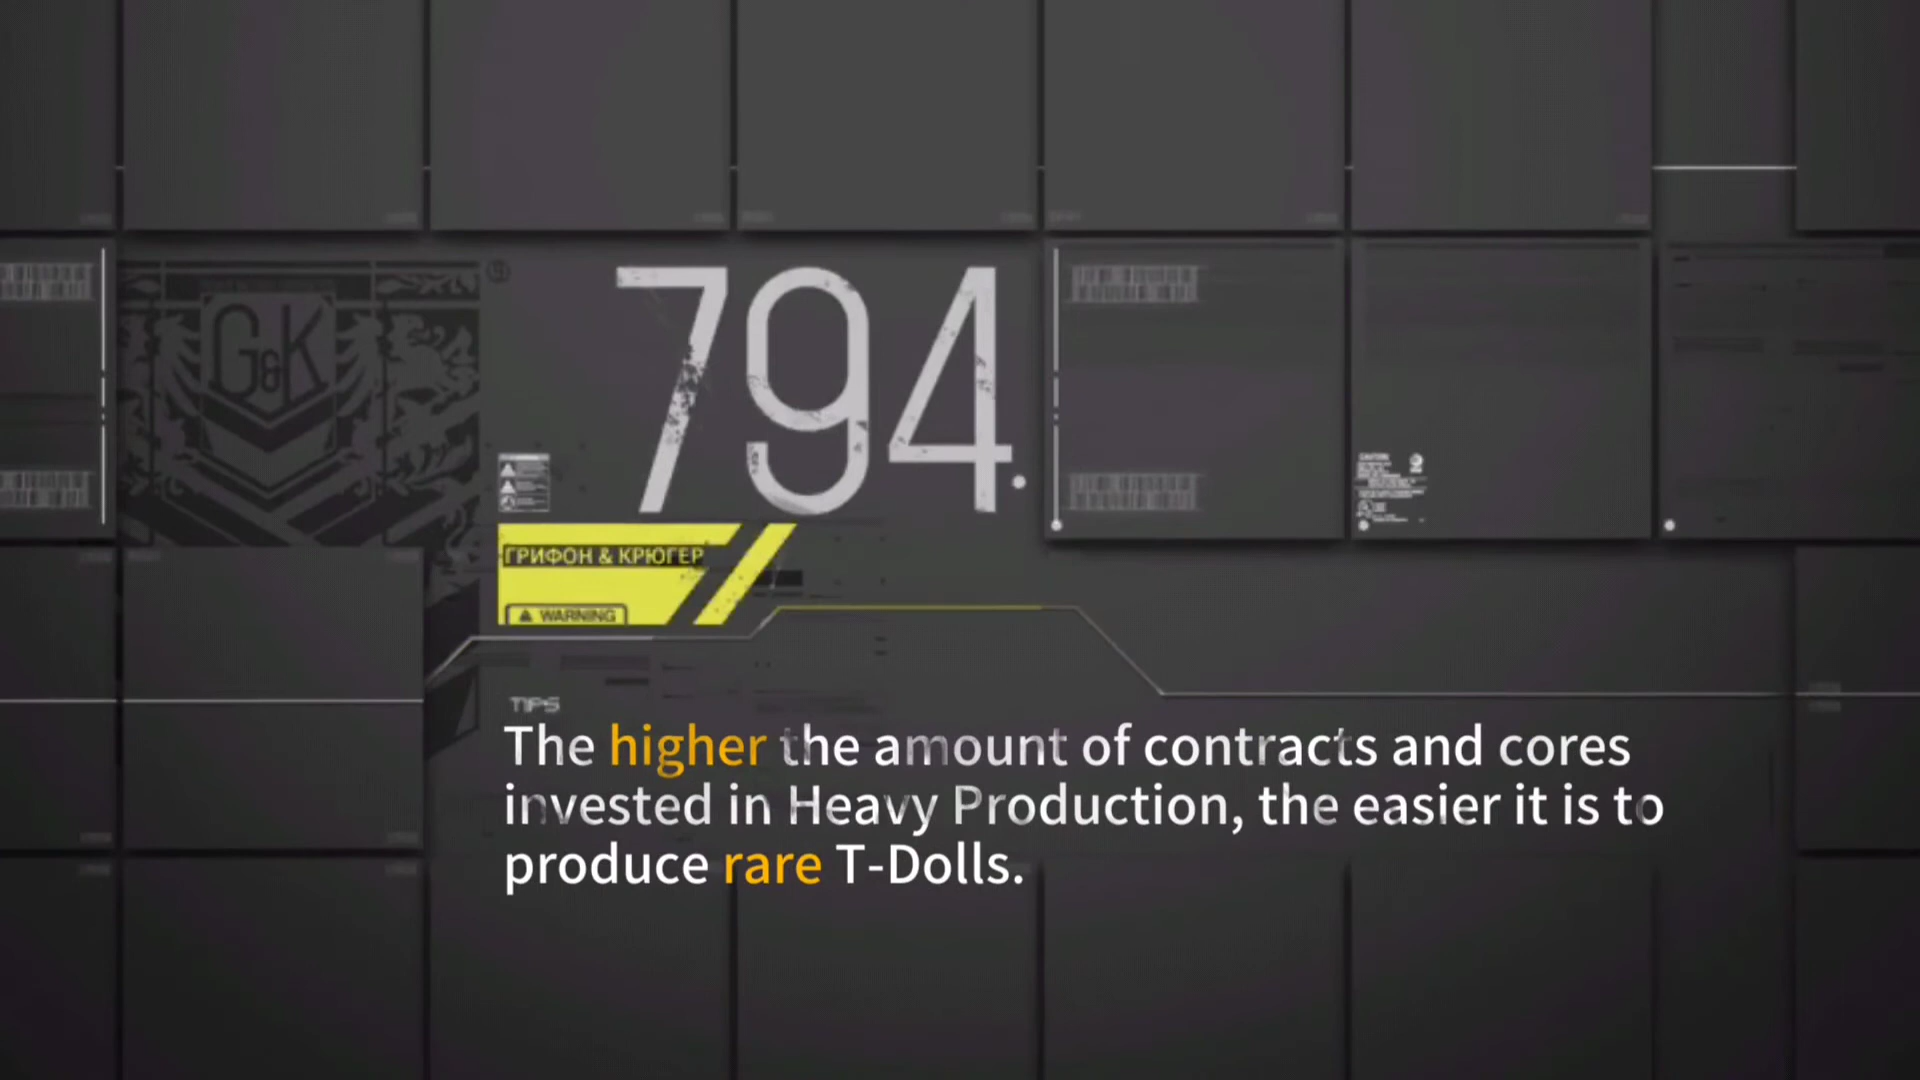 G&K
794
ГРИФОН & КРЮГЕР
WARNING
CAUTION
TIPS
The higher the amount of contracts and cores
invested in Heavy Production, the easier it is to
produce rare T-Dolls.